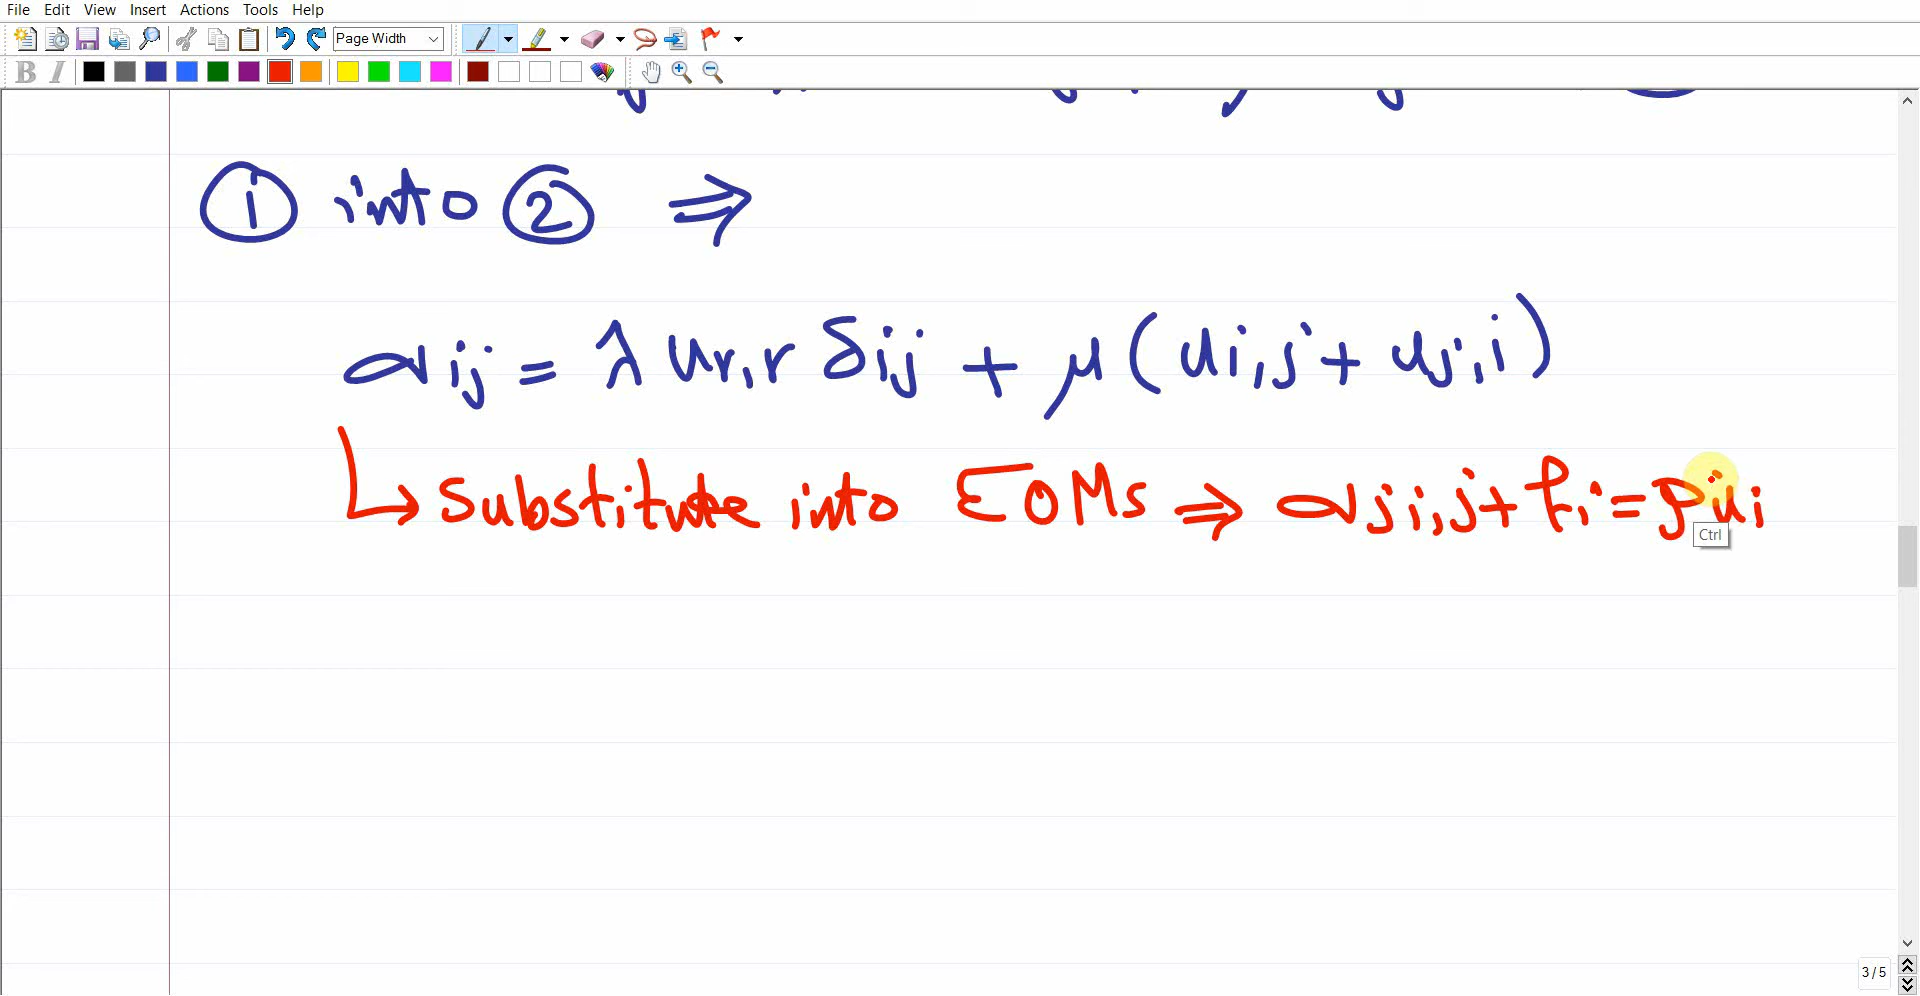 File Edit View Insert Actions Tools Help
Page Width
B I
① into ② ⇒
σij = λ ur,r δij + μ (ui,j + uj,i)
↳ substitute into EOMs ⇒ σji,j + fi = ρüi
Ctrl
3 / 5